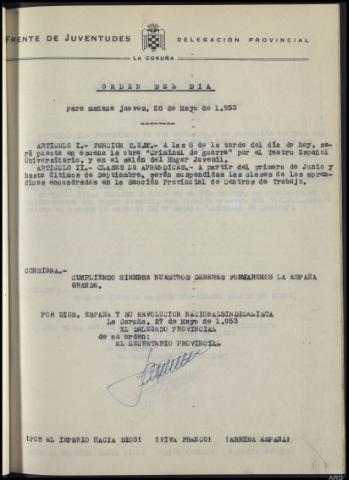 FRENTE DE JUVENTUDES DELEGACIÓN PROVINCIAL
LA CORUÑA
ORDEN DEL DIA
Para mañana jueves, 28 de Mayo de 1.953
ARTICULO I.- FUNCION T.E.U.- A las 8 de la tarde del día de hoy, se-
rá puesta en escena la obra "Criminal de guerra" por el Teatro Español
Universitario, y en el salón del Hogar Juvenil.
ARTICULO II.- CLASES DE APRENDICAS.- A partir del primero de Junio y
hasta últimos de Septiembre, serán suspendidas las Clases de los apren-
dices encuadrados en la Sección Provincial de Centros de Trabajo.
CONSIGNA.-
CUMPLIENDO SIEMPRE NUESTROS DEBERES FORMAREMOS LA ESPAÑA
GRANDE.
POR DIOS, ESPAÑA Y SU REVOLUCION NACIONALSINDICALISTA
La Coruña, 27 de Mayo de 1.953
EL DELEGADO PROVINCIAL
de su orden:
EL SECRETARIO PROVINCIAL
¡POR EL IMPERIO HACIA DIOS! ¡VIVA FRANCO! ¡ARRIBA ESPAÑA!
ARG